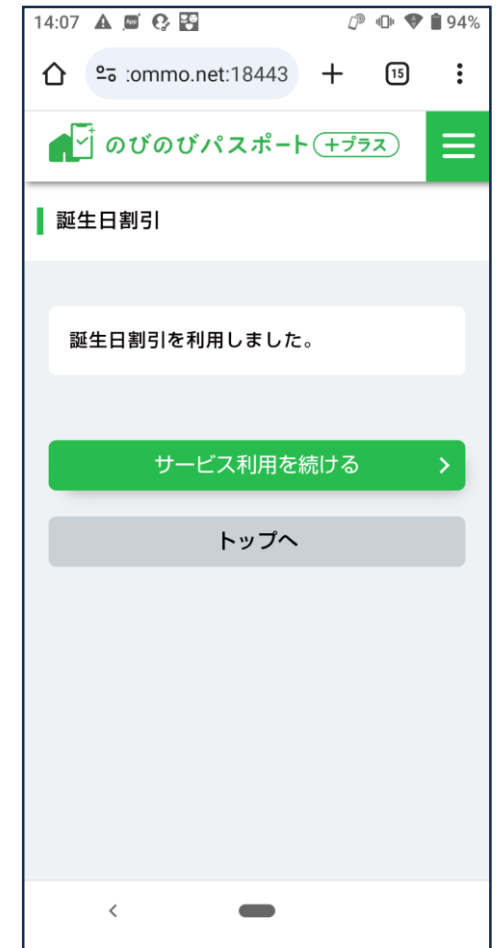 14:07 94%
:ommo.net:18443 15
のびのびパスポート +プラス
誕生日割引
誕生日割引を利用しました。
サービス利用を続ける
トップへ